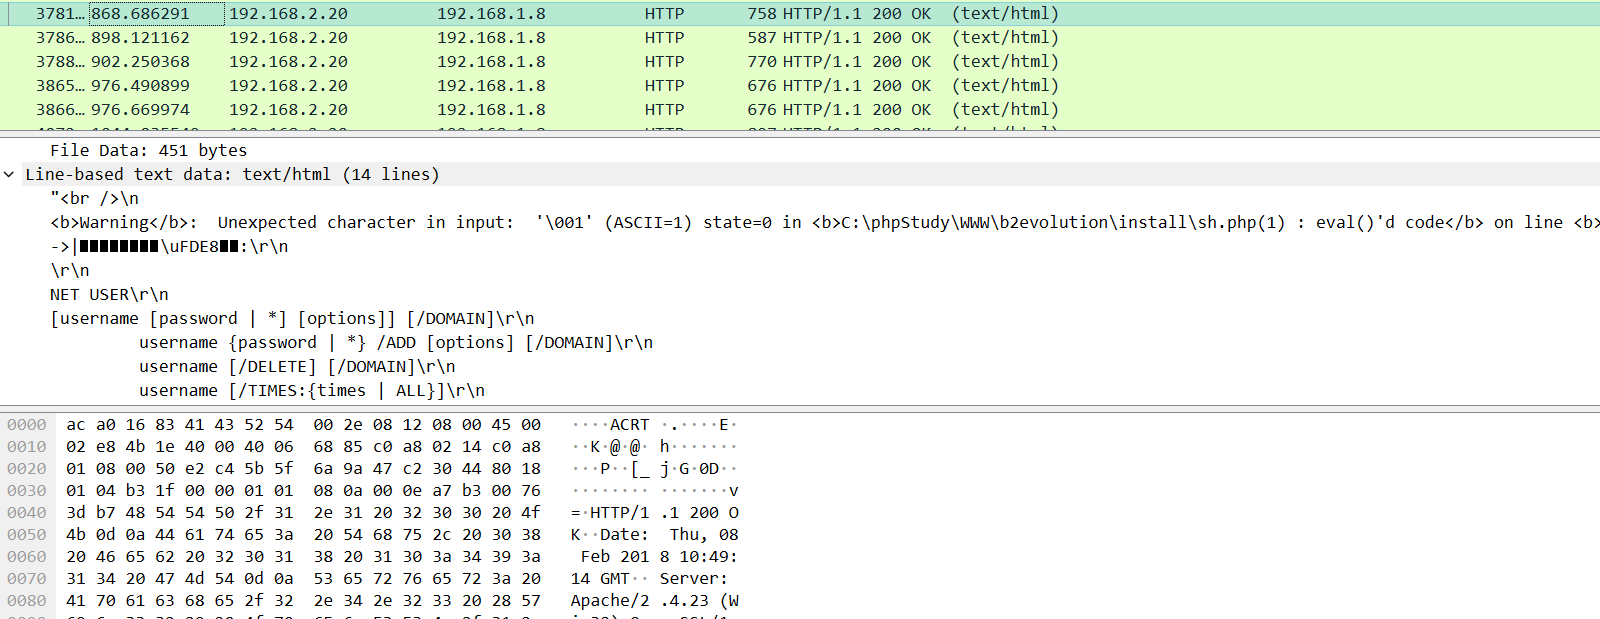 3781… 868.686291 192.168.2.20 192.168.1.8 HTTP 758 HTTP/1.1 200 OK (text/html)
3786… 898.121162 192.168.2.20 192.168.1.8 HTTP 587 HTTP/1.1 200 OK (text/html)
3788… 902.250368 192.168.2.20 192.168.1.8 HTTP 770 HTTP/1.1 200 OK (text/html)
3865… 976.490899 192.168.2.20 192.168.1.8 HTTP 676 HTTP/1.1 200 OK (text/html)
3866… 976.669974 192.168.2.20 192.168.1.8 HTTP 676 HTTP/1.1 200 OK (text/html)
File Data: 451 bytes
Line-based text data: text/html (14 lines)
"<br />\n
<b>Warning</b>:  Unexpected character in input:  '\001' (ASCII=1) state=0 in <b>C:\phpStudy\WWW\b2evolution\install\sh.php(1) : eval()'d code</b> on line <b>
->|████████\uFDE8██:\r\n
\r\n
NET USER\r\n
[username [password | *] [options]] [/DOMAIN]\r\n
username {password | *} /ADD [options] [/DOMAIN]\r\n
username [/DELETE] [/DOMAIN]\r\n
username [/TIMES:{times | ALL}]\r\n
0000 ac a0 16 83 41 43 52 54 00 2e 08 12 08 00 45 00 ····ACRT ·.····E·
0010 02 e8 4b 1e 40 00 40 06 68 85 c0 a8 02 14 c0 a8 ··K·@·@· h·······
0020 01 08 00 50 e2 c4 5b 5f 6a 9a 47 c2 30 44 80 18 ···P··[_ j·G·0D··
0030 01 04 b3 1f 00 00 01 01 08 0a 00 0e a7 b3 00 76 ········ ·······v
0040 3d b7 48 54 54 50 2f 31 2e 31 20 32 30 30 20 4f =·HTTP/1 .1 200 O
0050 4b 0d 0a 44 61 74 65 3a 20 54 68 75 2c 20 30 38 K··Date:  Thu, 08
0060 20 46 65 62 20 32 30 31 38 20 31 30 3a 34 39 3a  Feb 201 8 10:49:
0070 31 34 20 47 4d 54 0d 0a 53 65 72 76 65 72 3a 20 14 GMT·· Server:
0080 41 70 61 63 68 65 2f 32 2e 34 2e 32 33 20 28 57 Apache/2 .4.23 (W